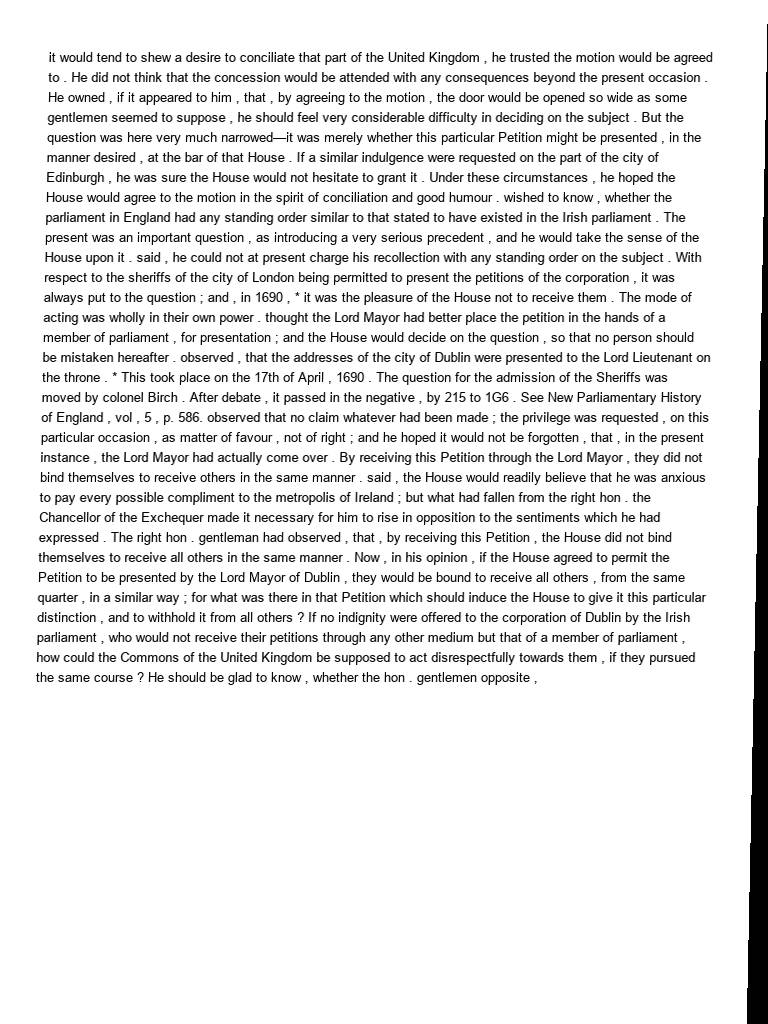 it would tend to shew a desire to conciliate that part of the United Kingdom , he trusted the motion would be agreed
to . He did not think that the concession would be attended with any consequences beyond the present occasion .
He owned , if it appeared to him , that , by agreeing to the motion , the door would be opened so wide as some
gentlemen seemed to suppose , he should feel very considerable difficulty in deciding on the subject . But the
question was here very much narrowed—it was merely whether this particular Petition might be presented , in the
manner desired , at the bar of that House . If a similar indulgence were requested on the part of the city of
Edinburgh , he was sure the House would not hesitate to grant it . Under these circumstances , he hoped the
House would agree to the motion in the spirit of conciliation and good humour . wished to know , whether the
parliament in England had any standing order similar to that stated to have existed in the Irish parliament . The
present was an important question , as introducing a very serious precedent , and he would take the sense of the
House upon it . said , he could not at present charge his recollection with any standing order on the subject . With
respect to the sheriffs of the city of London being permitted to present the petitions of the corporation , it was
always put to the question ; and , in 1690 , * it was the pleasure of the House not to receive them . The mode of
acting was wholly in their own power . thought the Lord Mayor had better place the petition in the hands of a
member of parliament , for presentation ; and the House would decide on the question , so that no person should
be mistaken hereafter . observed , that the addresses of the city of Dublin were presented to the Lord Lieutenant on
the throne . * This took place on the 17th of April , 1690 . The question for the admission of the Sheriffs was
moved by colonel Birch . After debate , it passed in the negative , by 215 to 1G6 . See New Parliamentary History
of England , vol , 5 , p. 586. observed that no claim whatever had been made ; the privilege was requested , on this
particular occasion , as matter of favour , not of right ; and he hoped it would not be forgotten , that , in the present
instance , the Lord Mayor had actually come over . By receiving this Petition through the Lord Mayor , they did not
bind themselves to receive others in the same manner . said , the House would readily believe that he was anxious
to pay every possible compliment to the metropolis of Ireland ; but what had fallen from the right hon . the
Chancellor of the Exchequer made it necessary for him to rise in opposition to the sentiments which he had
expressed . The right hon . gentleman had observed , that , by receiving this Petition , the House did not bind
themselves to receive all others in the same manner . Now , in his opinion , if the House agreed to permit the
Petition to be presented by the Lord Mayor of Dublin , they would be bound to receive all others , from the same
quarter , in a similar way ; for what was there in that Petition which should induce the House to give it this particular
distinction , and to withhold it from all others ? If no indignity were offered to the corporation of Dublin by the Irish
parliament , who would not receive their petitions through any other medium but that of a member of parliament ,
how could the Commons of the United Kingdom be supposed to act disrespectfully towards them , if they pursued
the same course ? He should be glad to know , whether the hon . gentlemen opposite ,